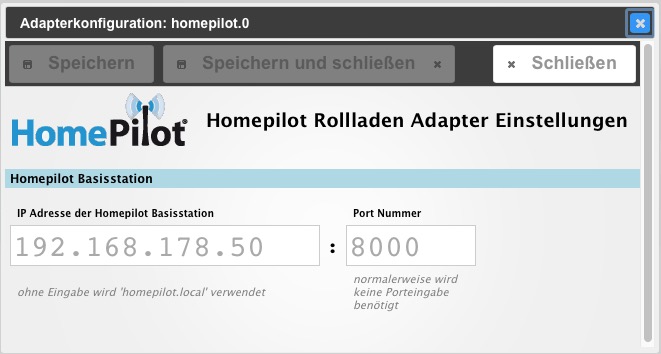 Adapterkonfiguration: homepilot.0
Speichern
Speichern und schließen
Schließen
HomePilot®
Homepilot Rollladen Adapter Einstellungen
Homepilot Basisstation
IP Adresse der Homepilot Basisstation
Port Nummer
192.168.178.50 : 8000
ohne Eingabe wird 'homepilot.local' verwendet
normalerweise wird
keine Porteingabe
benötigt